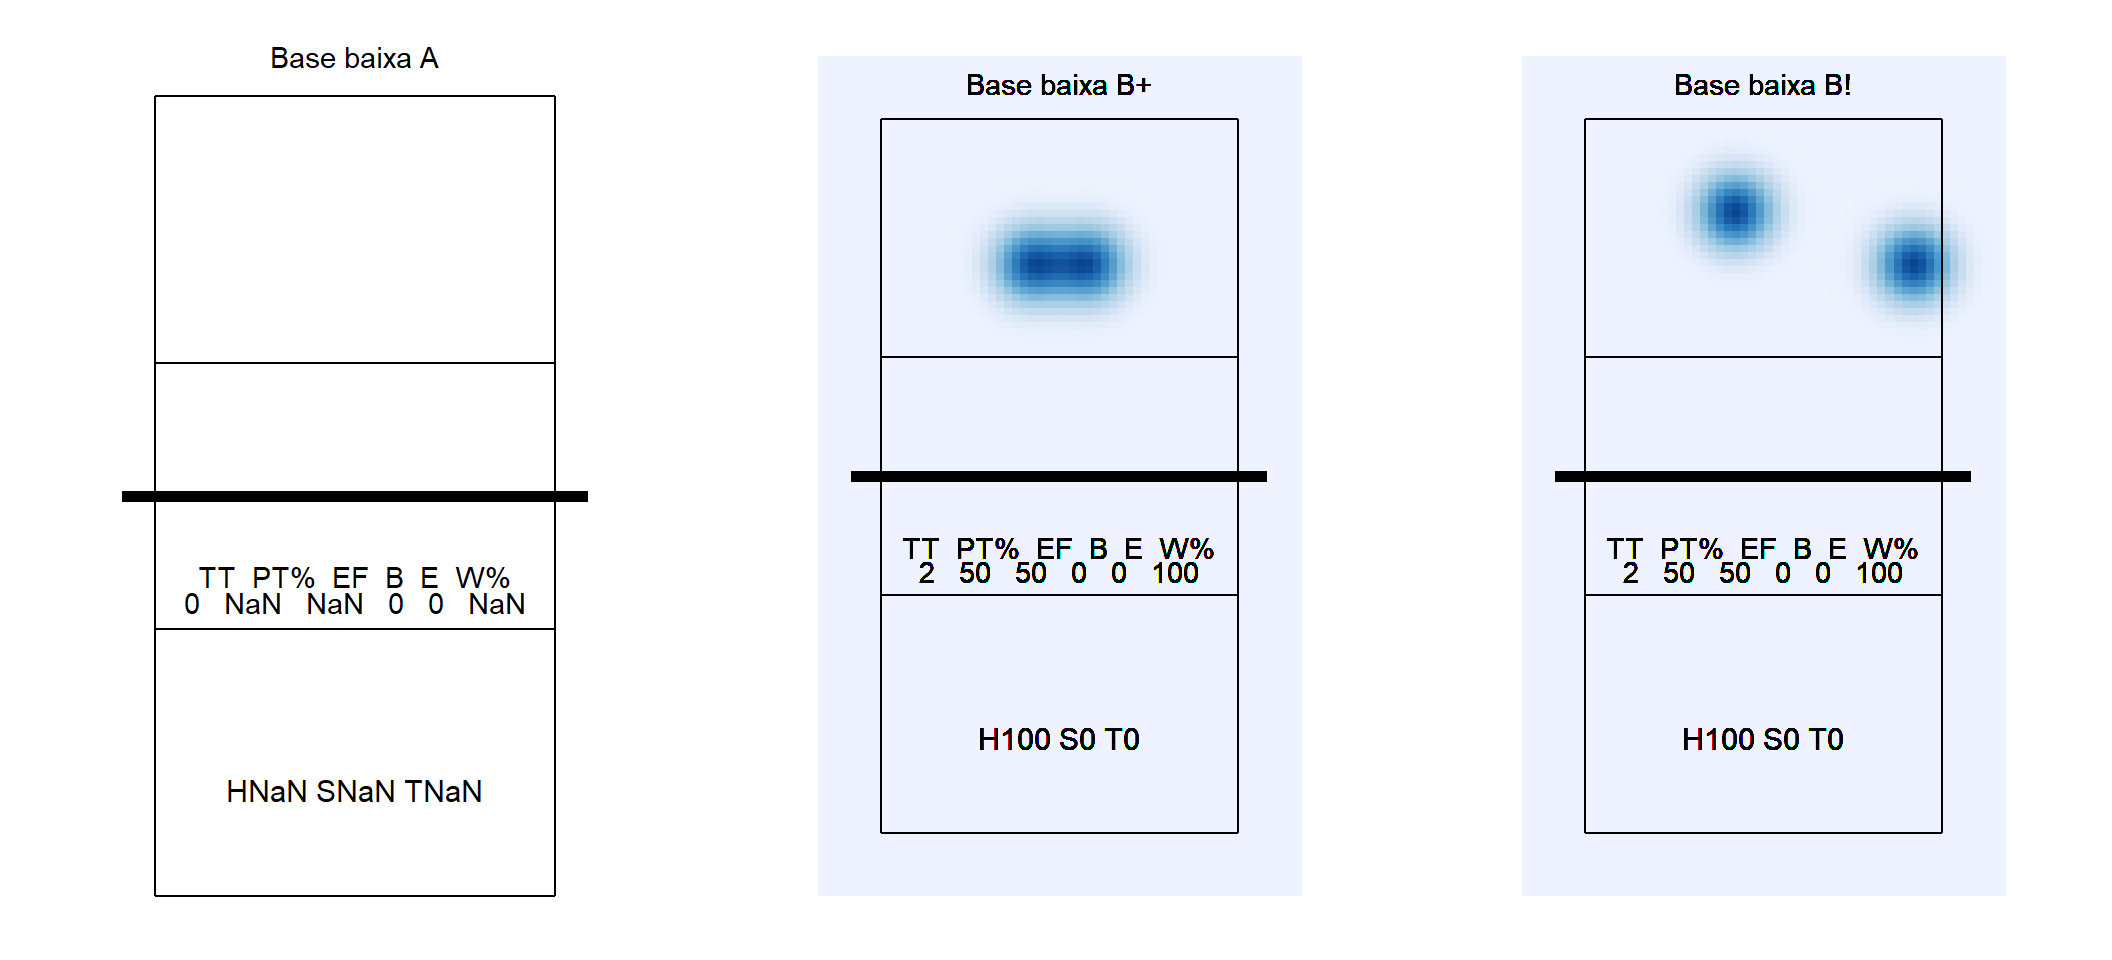 Base baixa A
TT PT% EF B E W%
0 NaN NaN 0 0 NaN
HNaN SNaN TNaN
Base baixa B+
TT PT% EF B E W%
2 50 50 0 0 100
H100 S0 T0
Base baixa B!
TT PT% EF B E W%
2 50 50 0 0 100
H100 S0 T0